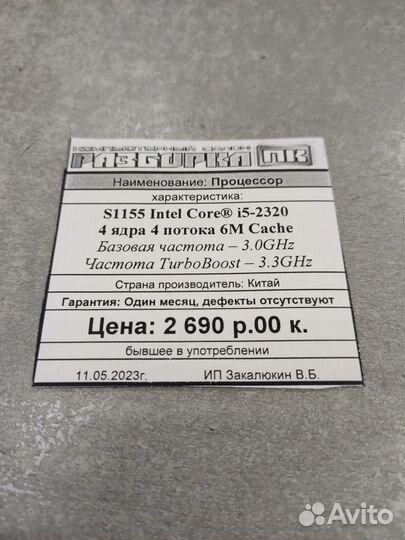 КОМПЬЮТЕРНЫЙ САЛОН
РАЗБОРКА ПК
Наименование: Процессор
характеристика:
S1155 Intel Core® i5-2320
4 ядра 4 потока 6M Cache
Базовая частота – 3.0GHz
Частота TurboBoost – 3.3GHz
Страна производитель: Китай
Гарантия: Один месяц, дефекты отсутствуют
Цена: 2 690 р.00 к.
бывшее в употреблении
11.05.2023г. ИП Закалюкин В.Б.
Avito